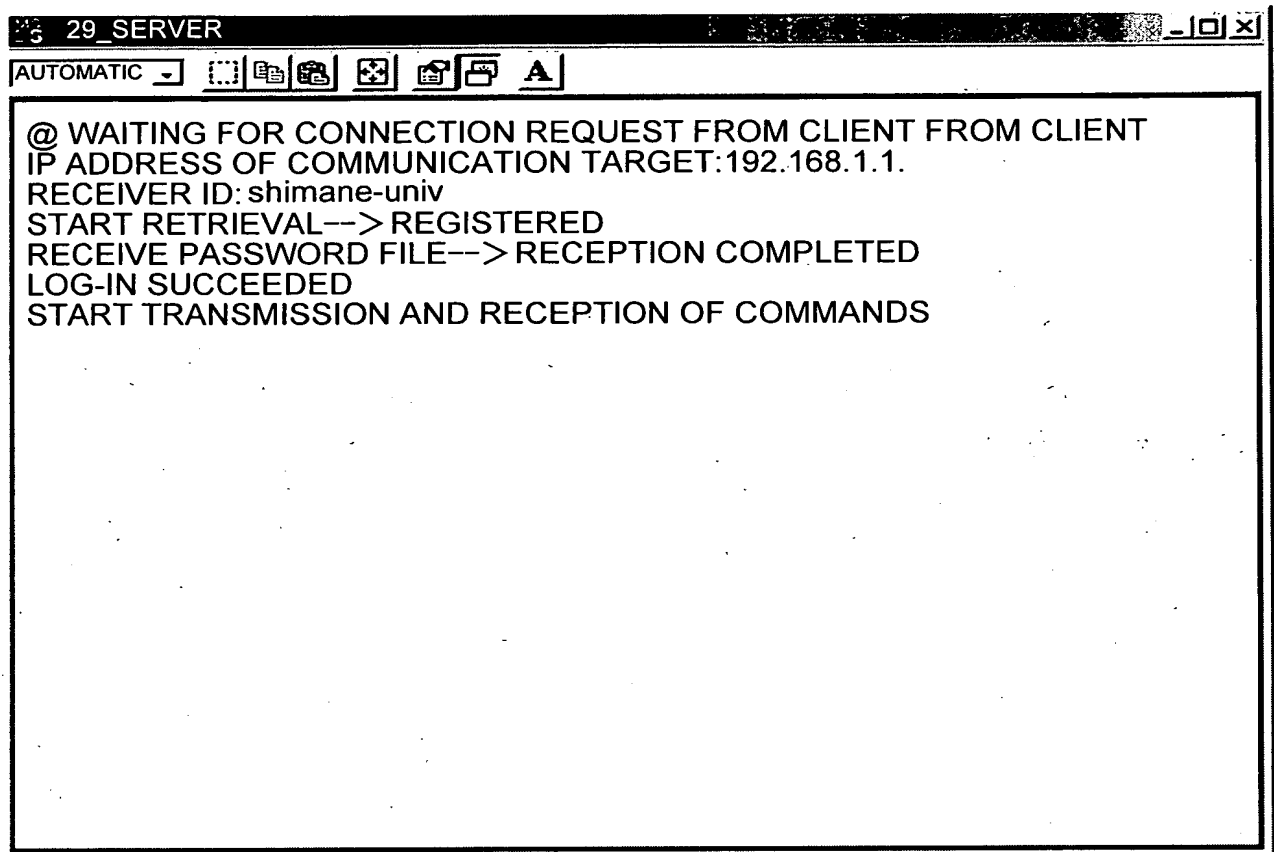 29_SERVER
AUTOMATIC
A
@ WAITING FOR CONNECTION REQUEST FROM CLIENT FROM CLIENT
IP ADDRESS OF COMMUNICATION TARGET:192.168.1.1.
RECEIVER ID: shimane-univ
START RETRIEVAL--> REGISTERED
RECEIVE PASSWORD FILE--> RECEPTION COMPLETED
LOG-IN SUCCEEDED
START TRANSMISSION AND RECEPTION OF COMMANDS